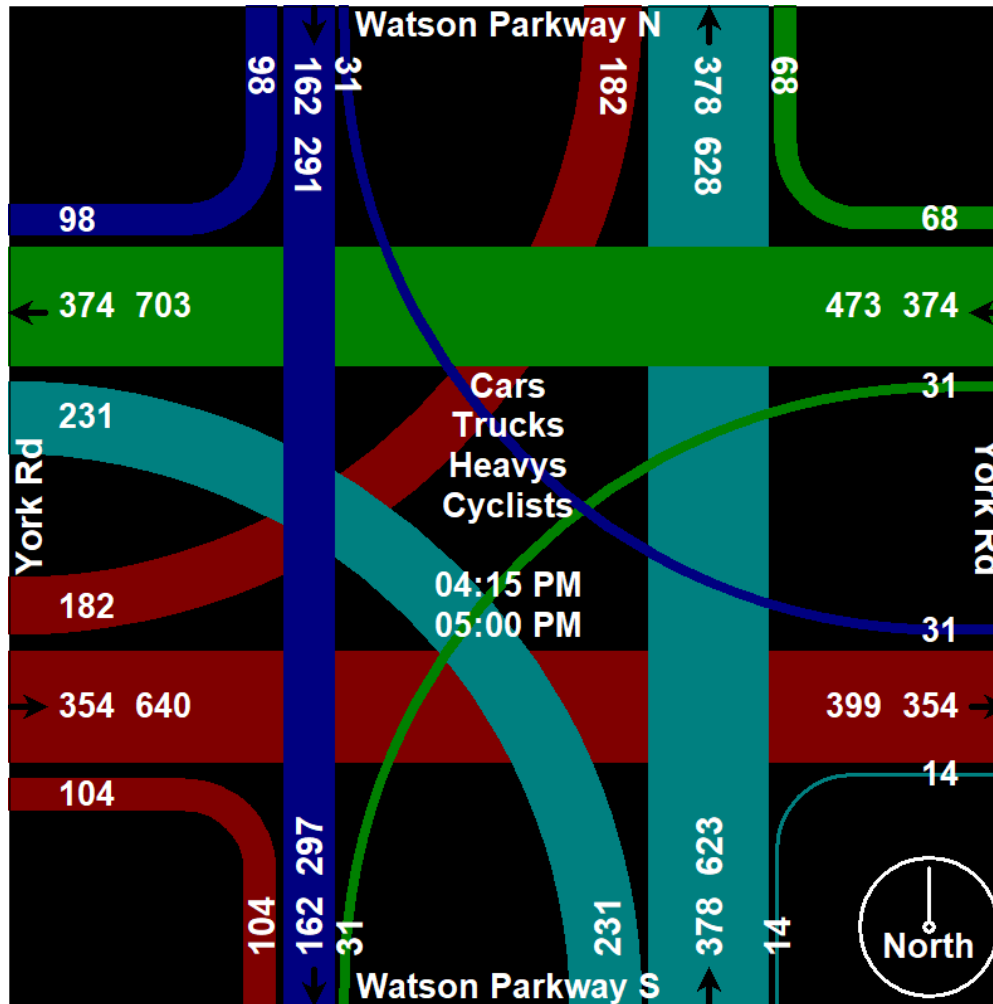 Watson Parkway N
98
162 291
31
182
378 628
68
98
68
374 703
473 374
231
31
Cars
Trucks
Heavys
Cyclists
York Rd
York Rd
04:15 PM
05:00 PM
182
31
354 640
399 354
104
14
104
162 297
31
231
378 623
14
North
Watson Parkway S